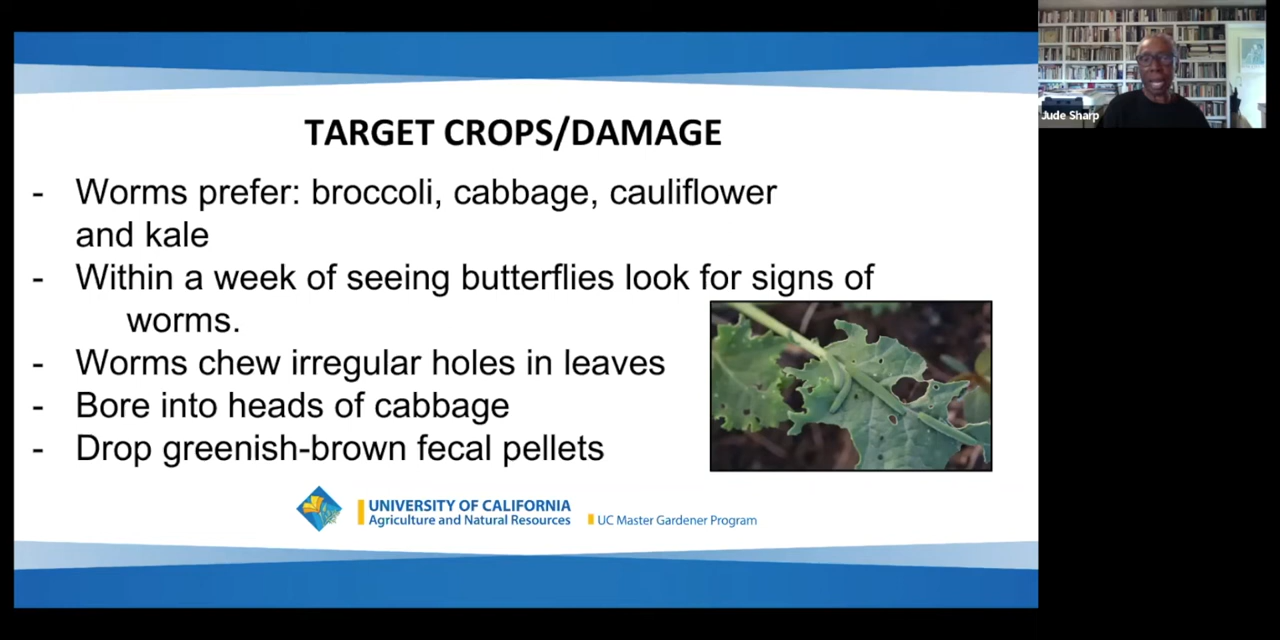 TARGET CROPS/DAMAGE
- Worms prefer: broccoli, cabbage, cauliflower
and kale
- Within a week of seeing butterflies look for signs of
worms.
- Worms chew irregular holes in leaves
- Bore into heads of cabbage
- Drop greenish-brown fecal pellets
UNIVERSITY OF CALIFORNIA
Agriculture and Natural Resources
UC Master Gardener Program
Jude Sharp